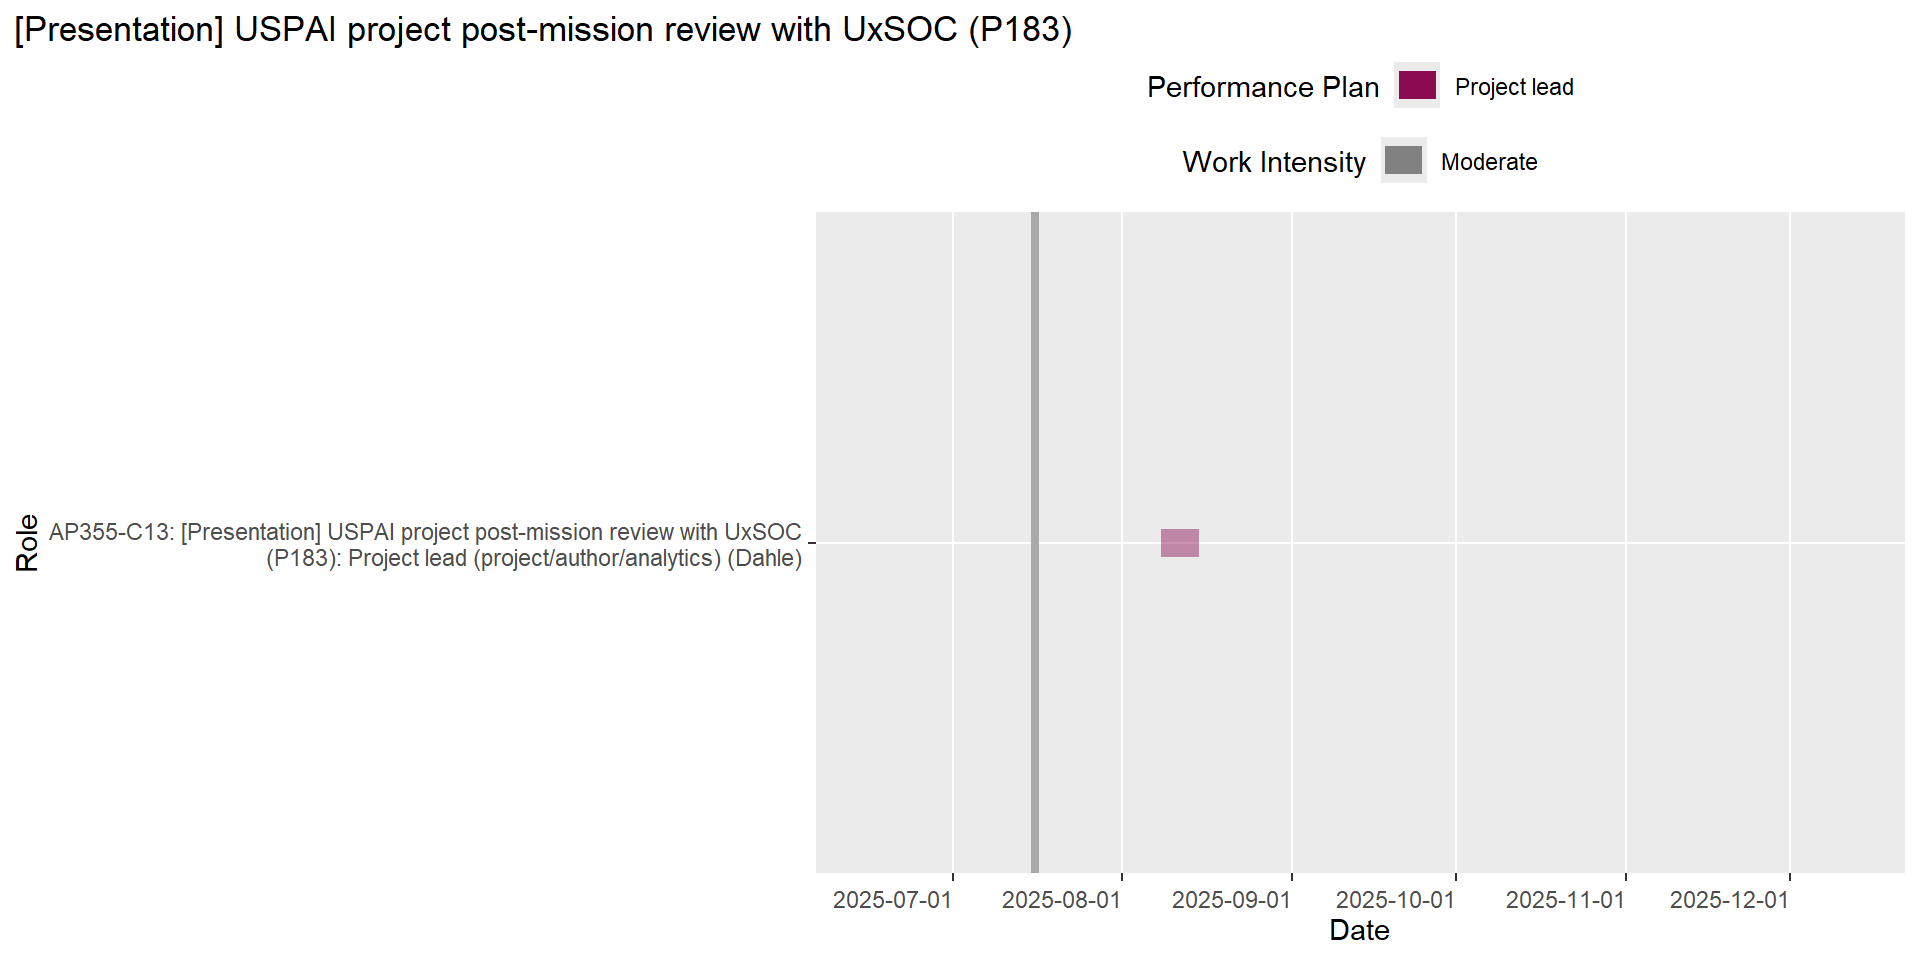 [Presentation] USPAI project post-mission review with UxSOC (P183)
Performance Plan
Project lead
Work Intensity
Moderate
Role
AP355-C13: [Presentation] USPAI project post-mission review with UxSOC
(P183): Project lead (project/author/analytics) (Dahle)
2025-07-01
2025-08-01
2025-09-01
2025-10-01
2025-11-01
2025-12-01
Date